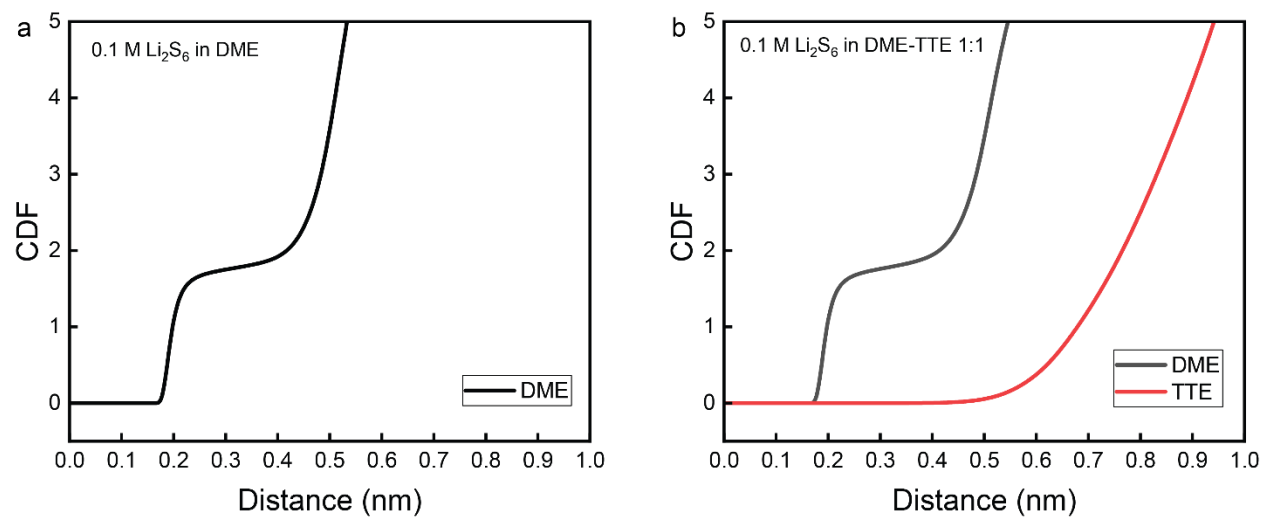 a
0.1 M Li₂S₆ in DME
CDF
5
4
3
2
1
0
DME
0.0 0.1 0.2 0.3 0.4 0.5 0.6 0.7 0.8 0.9 1.0
Distance (nm)
b
0.1 M Li₂S₆ in DME-TTE 1:1
CDF
5
4
3
2
1
0
DME
TTE
0.0 0.1 0.2 0.3 0.4 0.5 0.6 0.7 0.8 0.9 1.0
Distance (nm)